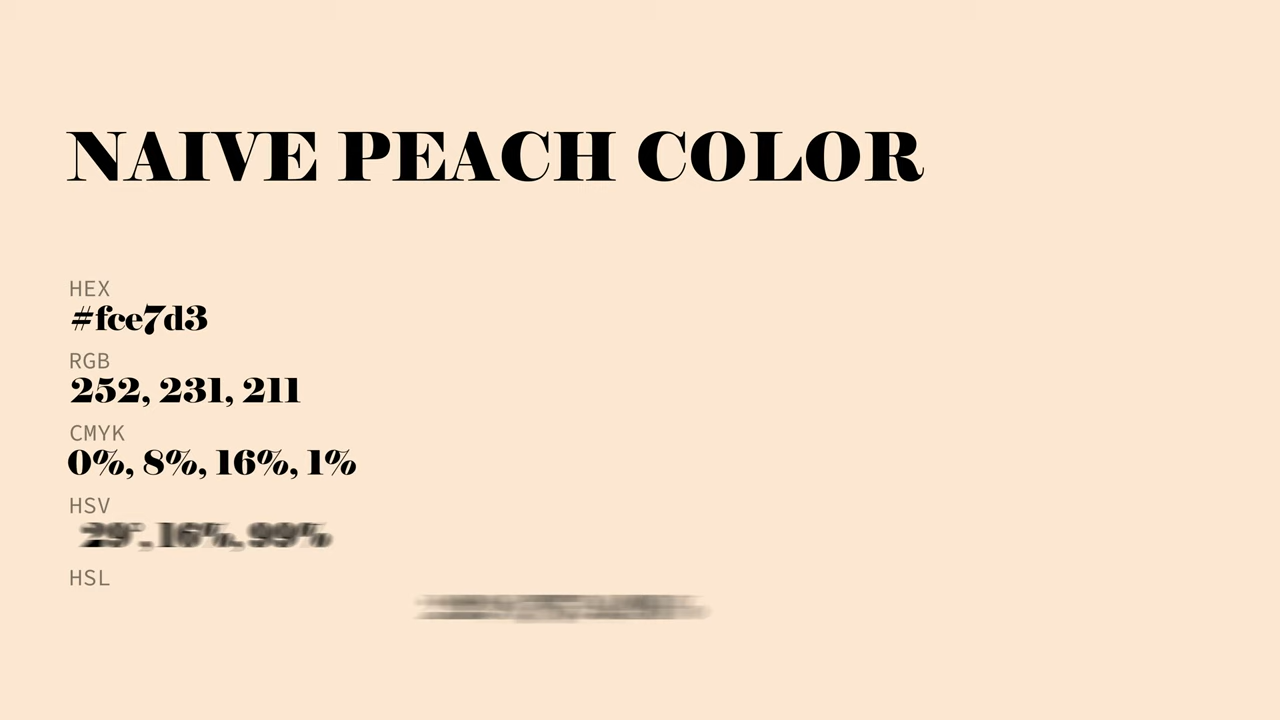 NAIVE PEACH COLOR
HEX
#fce7d3
RGB
252, 231, 211
CMYK
0%, 8%, 16%, 1%
HSV
29°, 16%, 99%
HSL